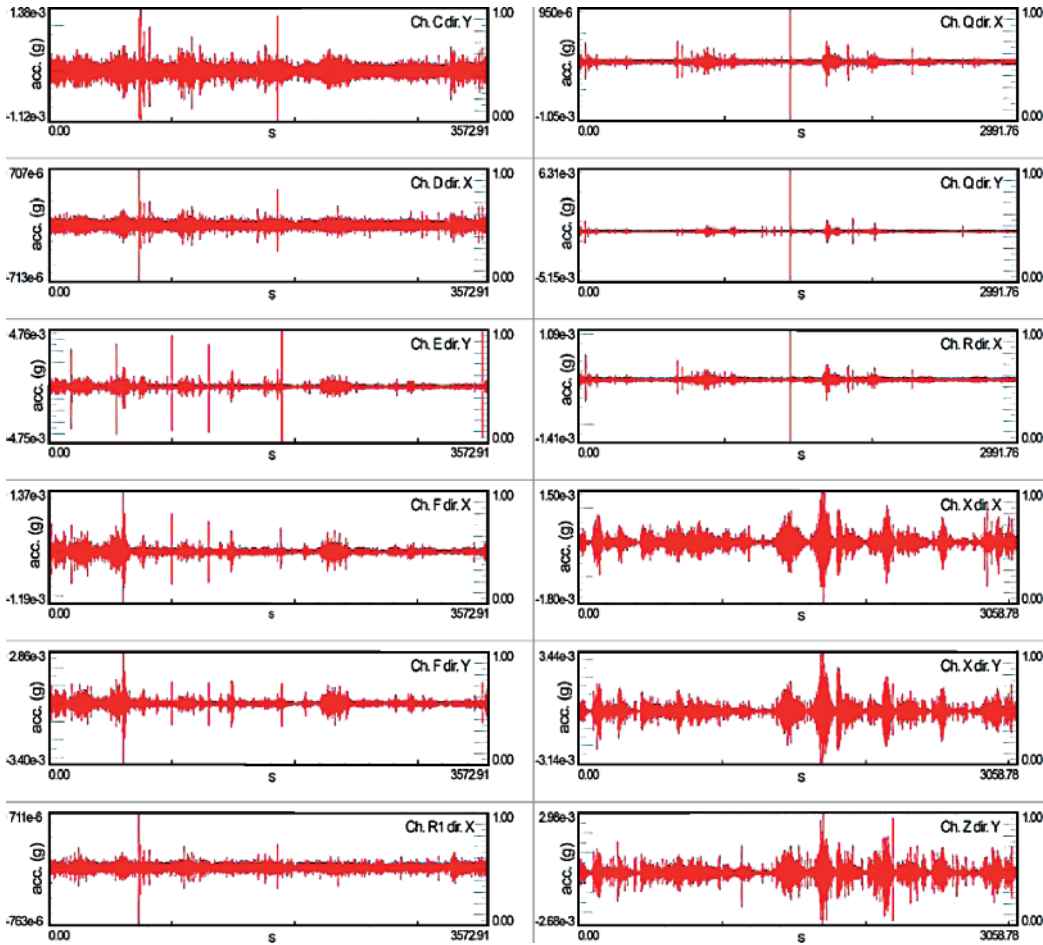 1.38e-3 Ch. C dir. Y 1.00
acc. (g)
-1.12e-3 0.00
0.00 s 3572.91
950e-6 Ch. Q dir. X 1.00
acc. (g)
-1.05e-3 0.00
0.00 s 2991.76
707e-6 Ch. D dir. X 1.00
acc. (g)
-713e-6 0.00
0.00 s 3572.91
6.31e-3 Ch. Q dir. Y 1.00
acc. (g)
-5.15e-3 0.00
0.00 s 2991.76
4.76e-3 Ch. E dir. Y 1.00
acc. (g)
-4.75e-3 0.00
0.00 s 3572.91
1.09e-3 Ch. R dir. X 1.00
acc. (g)
-1.41e-3 0.00
0.00 s 2991.76
1.37e-3 Ch. F dir. X 1.00
acc. (g)
-1.19e-3 0.00
0.00 s 3572.91
1.50e-3 Ch. X dir. X 1.00
acc. (g)
-1.80e-3 0.00
0.00 s 3058.78
2.86e-3 Ch. F dir. Y 1.00
acc. (g)
-3.40e-3 0.00
0.00 s 3572.91
3.44e-3 Ch. X dir. Y 1.00
acc. (g)
-3.14e-3 0.00
0.00 s 3058.78
711e-6 Ch. R1 dir. X 1.00
acc. (g)
-763e-6 0.00
0.00 s 3572.91
2.98e-3 Ch. Z dir. Y 1.00
acc. (g)
-2.68e-3 0.00
0.00 s 3058.78